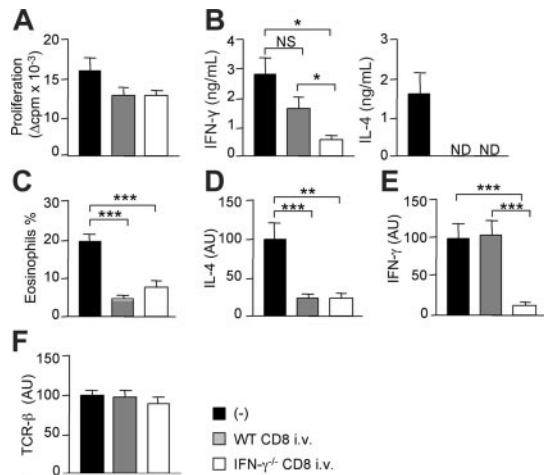 A
Proliferation
(Δcpm x 10⁻³)
20
15
10
0
B
IFN-γ (ng/mL)
4
3
2
1
0
*
NS
*
IL-4 (ng/mL)
3
2
1
0
ND ND
C
Eosinophils %
30
20
10
0
***
***
D
IL-4
(AU)
150
100
50
0
**
***
E
IFN-γ (AU)
150
100
50
0
***
***
F
TCR-β (AU)
150
100
50
0
(-)
WT CD8 i.v.
IFN-γ⁻/⁻ CD8 i.v.